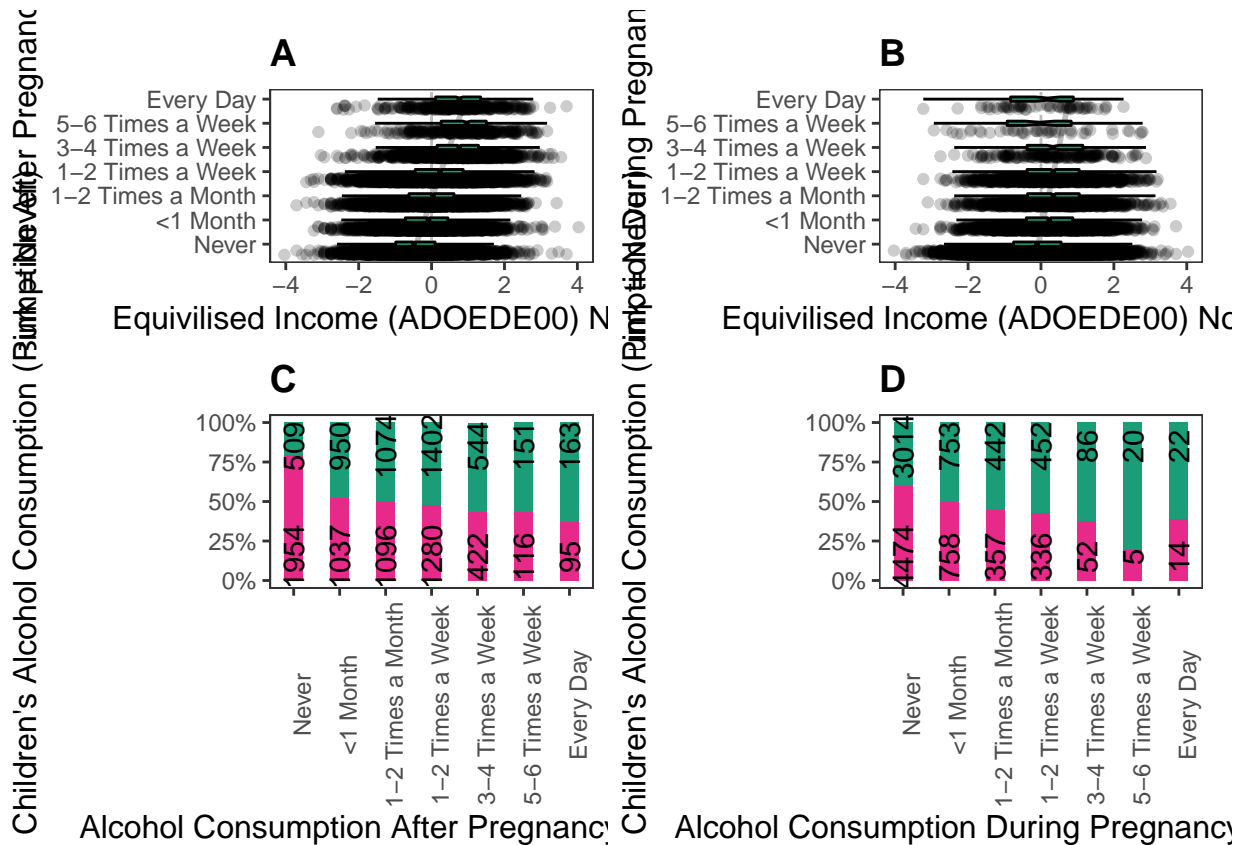 A
Every Day
5−6 Times a Week
3−4 Times a Week
1−2 Times a Week
1−2 Times a Month
<1 Month
Never
−4
−2
0
2
4
Equivilised Income (ADOEDE00) N
After Pregnanc
B
Every Day
5−6 Times a Week
3−4 Times a Week
1−2 Times a Week
1−2 Times a Month
<1 Month
Never
−4
−2
0
2
4
Equivilised Income (ADOEDE00) No
Pregnan
C
100%
75%
50%
25%
0%
509
950
1074
1402
544
151
163
1954
1037
1096
1280
422
116
95
Never
<1 Month
1−2 Times a Month
1−2 Times a Week
3−4 Times a Week
5−6 Times a Week
Every Day
Alcohol Consumption After Pregnancy
Children's Alcohol Consumption
D
100%
75%
50%
25%
0%
3014
753
442
452
86
20
22
4474
758
357
336
52
5
14
Never
<1 Month
1−2 Times a Month
1−2 Times a Week
3−4 Times a Week
5−6 Times a Week
Every Day
Alcohol Consumption During Pregnancy
Children's Alcohol Consumption